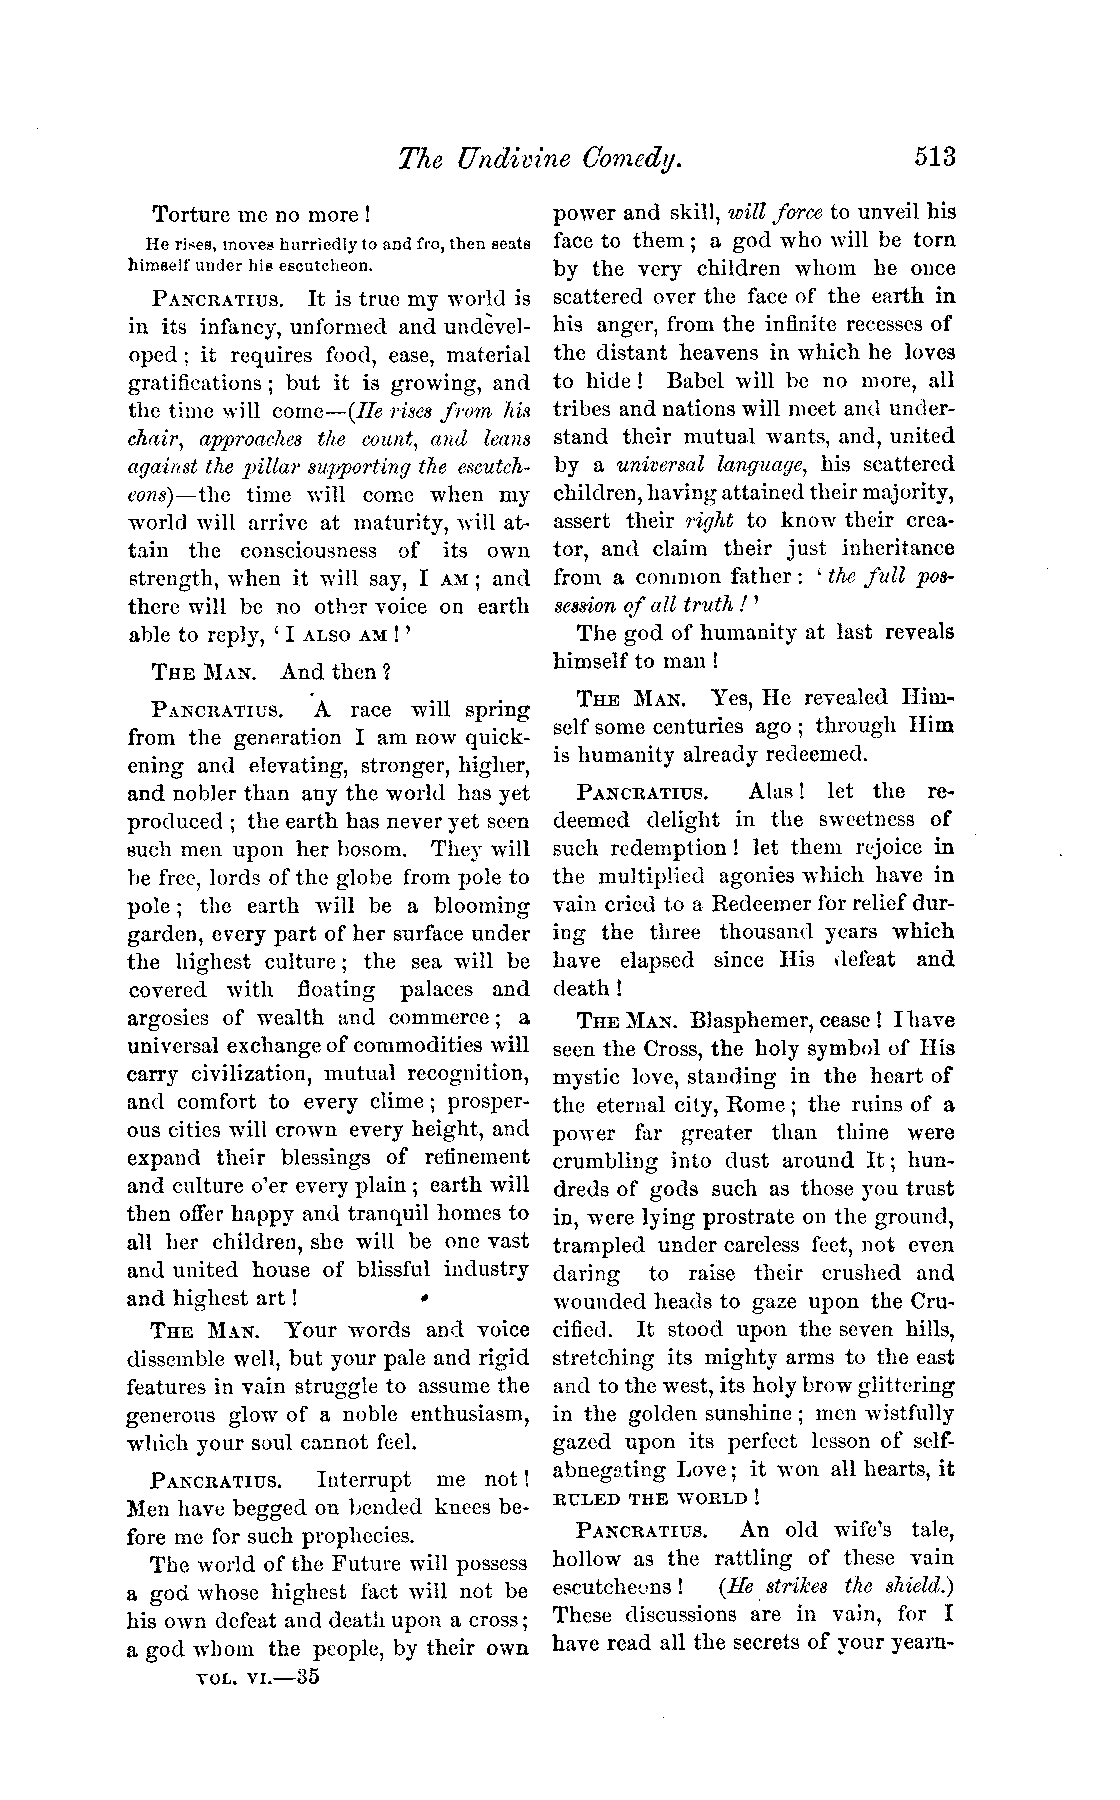 The Undivine Comedy. 513
Torture me no more!
He rises, moves hurriedly to and fro, then seats
himself under his escutcheon.
PANCRATIUS. It is true my world is
in its infancy, unformed and undevel-
oped; it requires food, ease, material
gratifications; but it is growing, and
the time will come—(He rises from his
chair, approaches the count, and leans
against the pillar supporting the escutch-
eons)—the time will come when my
world will arrive at maturity, will at-
tain the consciousness of its own
strength, when it will say, I AM; and
there will be no other voice on earth
able to reply, 'I ALSO AM!'
THE MAN. And then?
PANCRATIUS. A race will spring
from the generation I am now quick-
ening and elevating, stronger, higher,
and nobler than any the world has yet
produced; the earth has never yet seen
such men upon her bosom. They will
be free, lords of the globe from pole to
pole; the earth will be a blooming
garden, every part of her surface under
the highest culture; the sea will be
covered with floating palaces and
argosies of wealth and commerce; a
universal exchange of commodities will
carry civilization, mutual recognition,
and comfort to every clime; prosper-
ous cities will crown every height, and
expand their blessings of refinement
and culture o'er every plain; earth will
then offer happy and tranquil homes to
all her children, she will be one vast
and united house of blissful industry
and highest art!
THE MAN. Your words and voice
dissemble well, but your pale and rigid
features in vain struggle to assume the
generous glow of a noble enthusiasm,
which your soul cannot feel.
PANCRATIUS. Interrupt me not!
Men have begged on bended knees be-
fore me for such prophecies.
The world of the Future will possess
a god whose highest fact will not be
his own defeat and death upon a cross;
a god whom the people, by their own
VOL. VI.—35
power and skill, will force to unveil his
face to them; a god who will be torn
by the very children whom he once
scattered over the face of the earth in
his anger, from the infinite recesses of
the distant heavens in which he loves
to hide! Babel will be no more, all
tribes and nations will meet and under-
stand their mutual wants, and, united
by a universal language, his scattered
children, having attained their majority,
assert their right to know their crea-
tor, and claim their just inheritance
from a common father: 'the full pos-
session of all truth!'
The god of humanity at last reveals
himself to man!
THE MAN. Yes, He revealed Him-
self some centuries ago; through Him
is humanity already redeemed.
PANCRATIUS. Alas! let the re-
deemed delight in the sweetness of
such redemption! let them rejoice in
the multiplied agonies which have in
vain cried to a Redeemer for relief dur-
ing the three thousand years which
have elapsed since His defeat and
death!
THE MAN. Blasphemer, cease! I have
seen the Cross, the holy symbol of His
mystic love, standing in the heart of
the eternal city, Rome; the ruins of a
power far greater than thine were
crumbling into dust around It; hun-
dreds of gods such as those you trust
in, were lying prostrate on the ground,
trampled under careless feet, not even
daring to raise their crushed and
wounded heads to gaze upon the Cru-
cified. It stood upon the seven hills,
stretching its mighty arms to the east
and to the west, its holy brow glittering
in the golden sunshine; men wistfully
gazed upon its perfect lesson of self-
abnegating Love; it won all hearts, it
RULED THE WORLD!
PANCRATIUS. An old wife's tale,
hollow as the rattling of these vain
escutcheons! (He strikes the shield.)
These discussions are in vain, for I
have read all the secrets of your yearn-